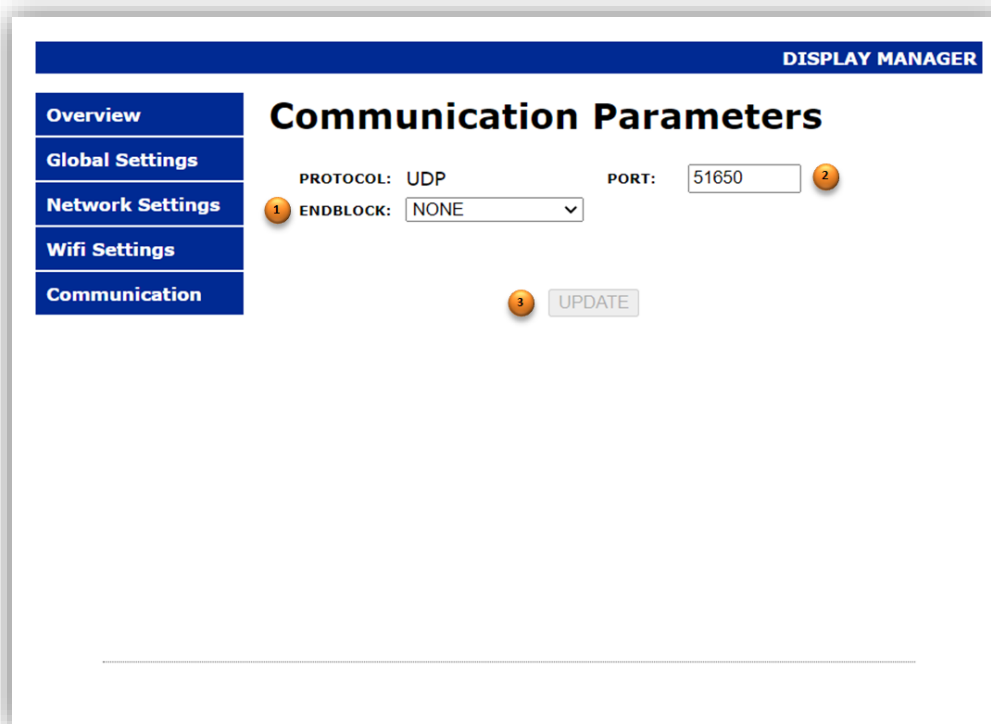 DISPLAY MANAGER
Overview
Global Settings
Network Settings
Wifi Settings
Communication
Communication Parameters
PROTOCOL: UDP PORT: 51650 2
1 ENDBLOCK: NONE
3 UPDATE